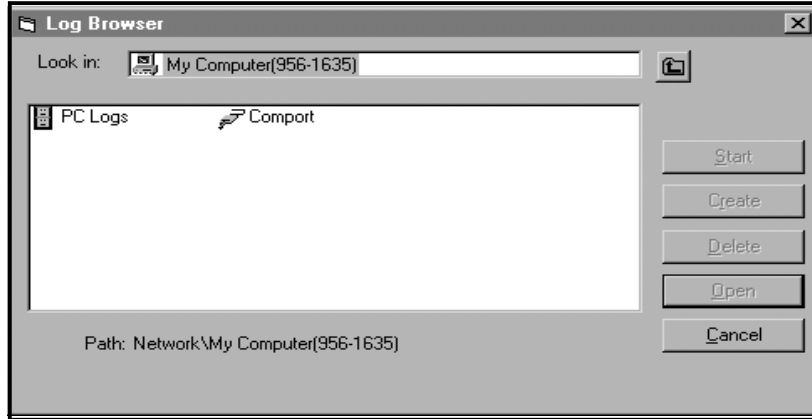 Log Browser
Look in: My Computer(956-1635)
PC Logs Comport
Start
Create
Delete
Open
Cancel
Path: Network\My Computer(956-1635)